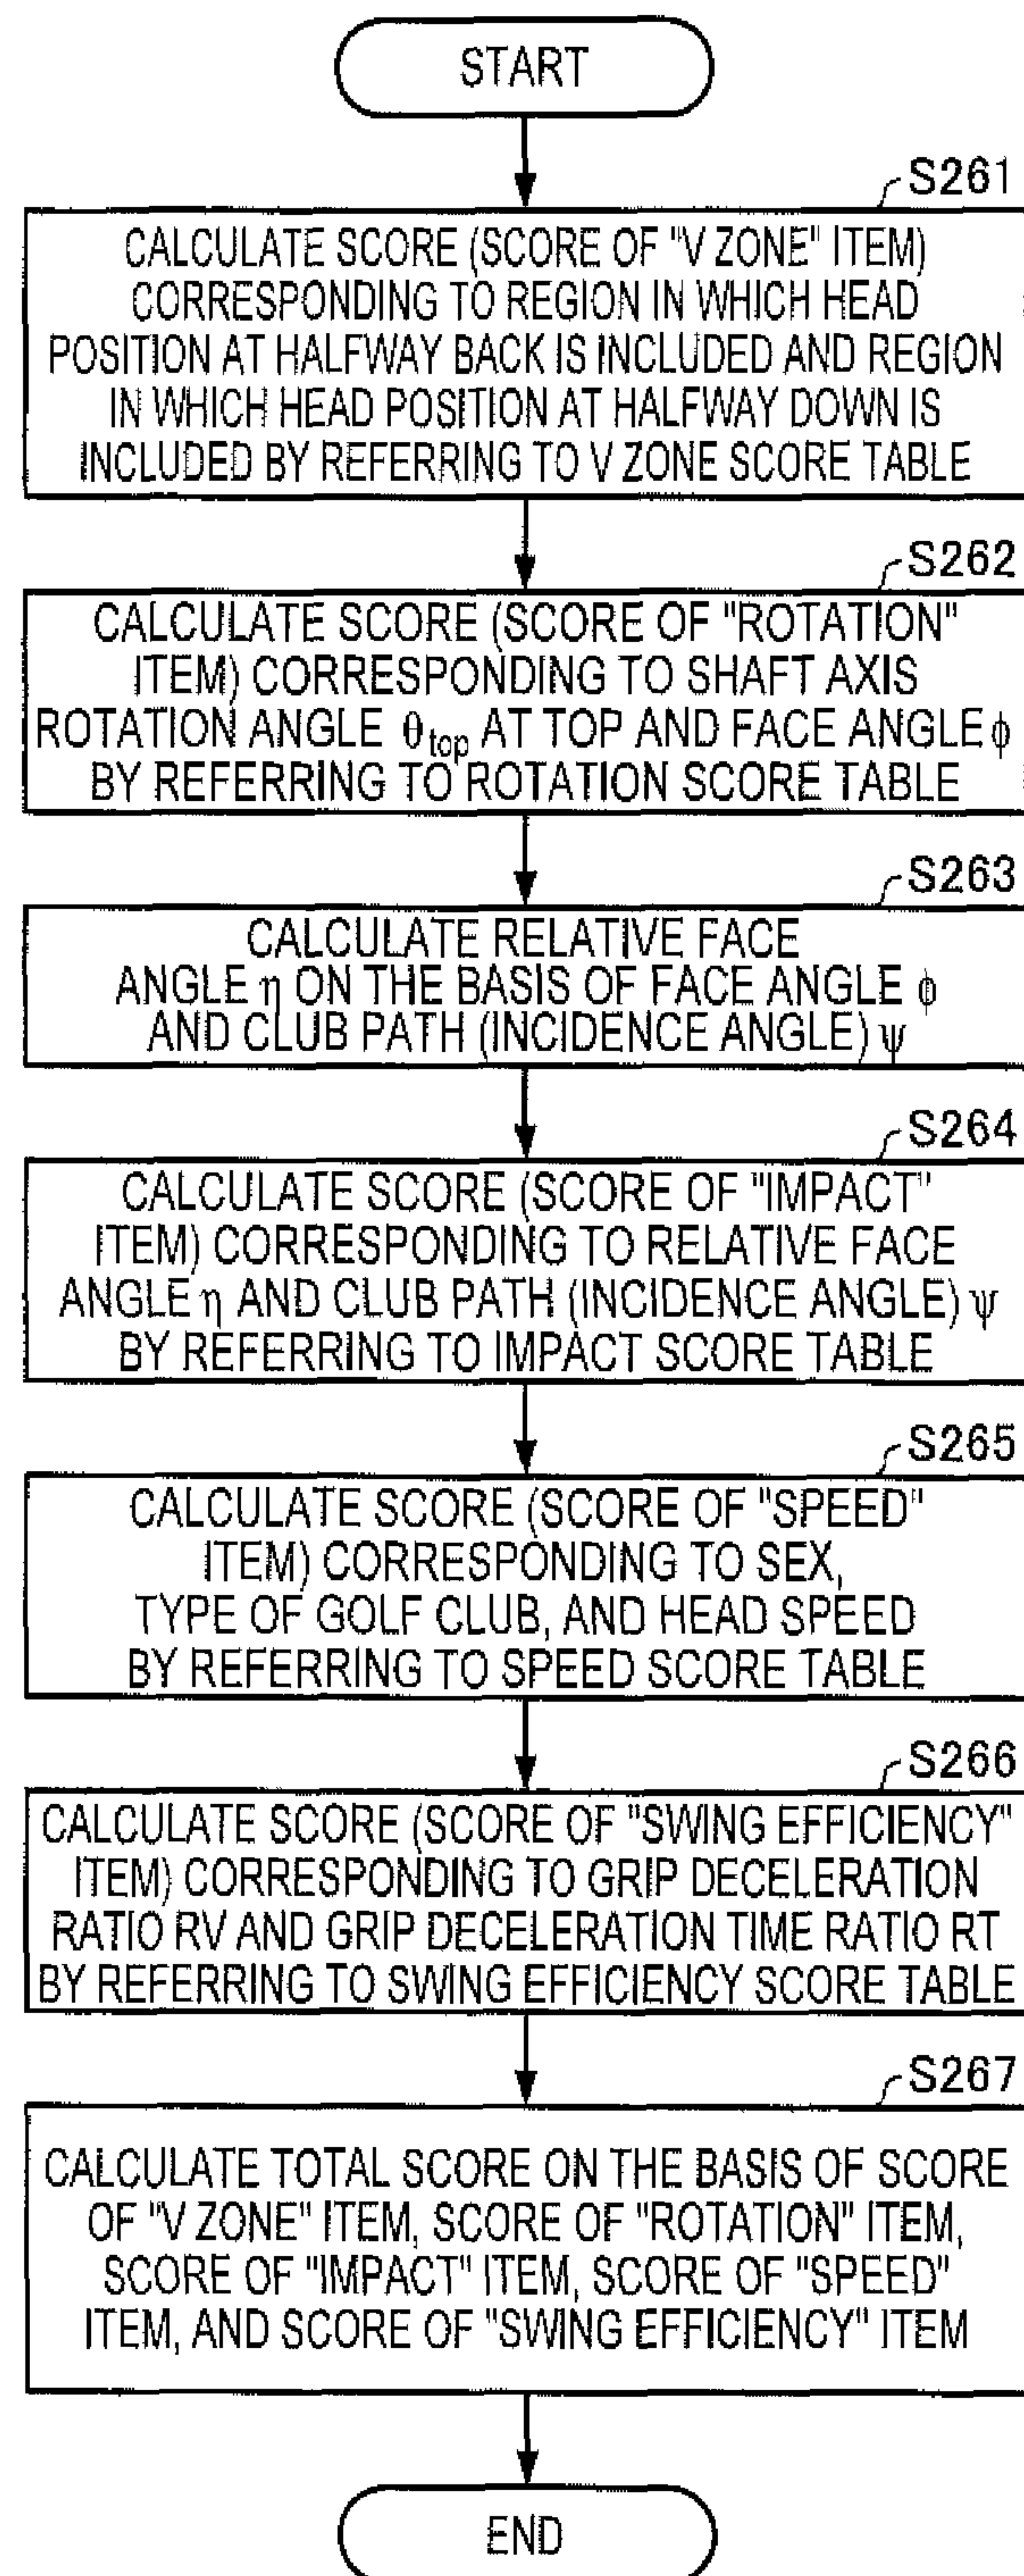 START
S261
CALCULATE SCORE (SCORE OF "V ZONE" ITEM)
CORRESPONDING TO REGION IN WHICH HEAD
POSITION AT HALFWAY BACK IS INCLUDED AND REGION
IN WHICH HEAD POSITION AT HALFWAY DOWN IS
INCLUDED BY REFERRING TO V ZONE SCORE TABLE
S262
CALCULATE SCORE (SCORE OF "ROTATION"
ITEM) CORRESPONDING TO SHAFT AXIS
ROTATION ANGLE θtop AT TOP AND FACE ANGLE ϕ
BY REFERRING TO ROTATION SCORE TABLE
S263
CALCULATE RELATIVE FACE
ANGLE η ON THE BASIS OF FACE ANGLE ϕ
AND CLUB PATH (INCIDENCE ANGLE) ψ
S264
CALCULATE SCORE (SCORE OF "IMPACT"
ITEM) CORRESPONDING TO RELATIVE FACE
ANGLE η AND CLUB PATH (INCIDENCE ANGLE) ψ
BY REFERRING TO IMPACT SCORE TABLE
S265
CALCULATE SCORE (SCORE OF "SPEED"
ITEM) CORRESPONDING TO SEX,
TYPE OF GOLF CLUB, AND HEAD SPEED
BY REFERRING TO SPEED SCORE TABLE
S266
CALCULATE SCORE (SCORE OF "SWING EFFICIENCY"
ITEM) CORRESPONDING TO GRIP DECELERATION
RATIO RV AND GRIP DECELERATION TIME RATIO RT
BY REFERRING TO SWING EFFICIENCY SCORE TABLE
S267
CALCULATE TOTAL SCORE ON THE BASIS OF SCORE
OF "V ZONE" ITEM, SCORE OF "ROTATION" ITEM,
SCORE OF "IMPACT" ITEM, SCORE OF "SPEED"
ITEM, AND SCORE OF "SWING EFFICIENCY" ITEM
END